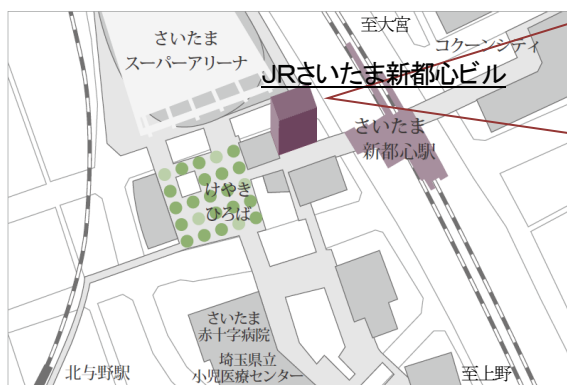 至大宮
さいたま
スーパーアリーナ
コクーンシティ
JRさいたま新都心ビル
さいたま
新都心駅
けやき
ひろば
さいたま
赤十字病院
埼玉県立
小児医療センター
北与野駅
至上野